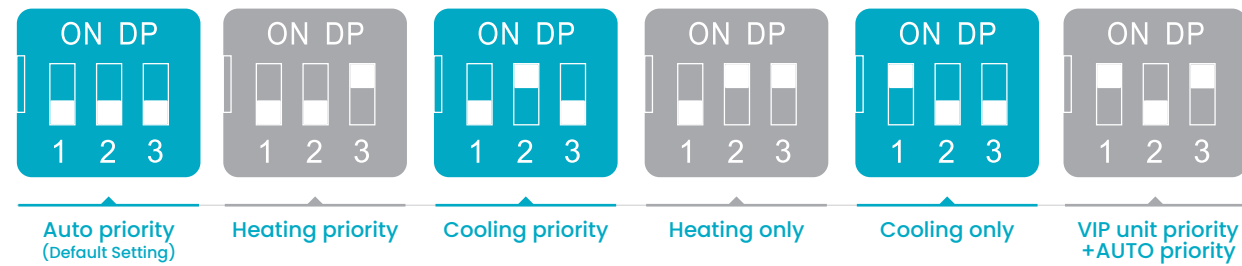 ON DP
1 2 3
Auto priority
(Default Setting)
ON DP
1 2 3
Heating priority
ON DP
1 2 3
Cooling priority
ON DP
1 2 3
Heating only
ON DP
1 2 3
Cooling only
ON DP
1 2 3
VIP unit priority
+AUTO priority